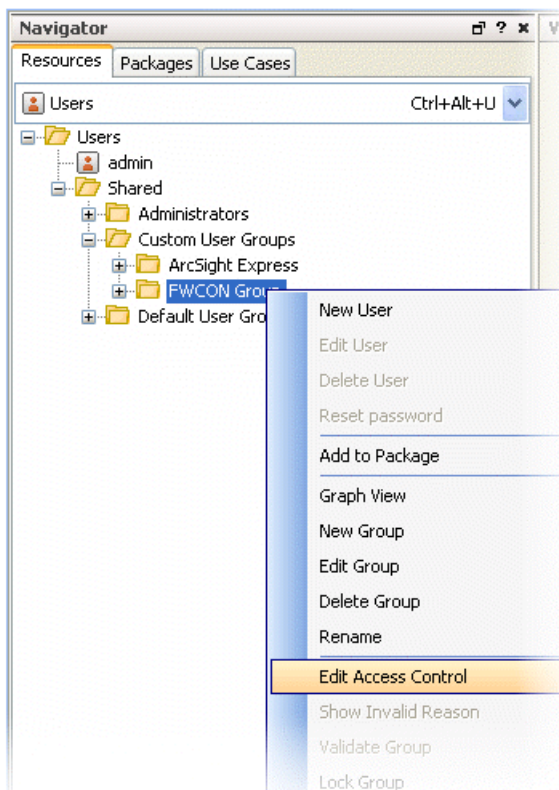 Navigator
Resources Packages Use Cases
Users Ctrl+Alt+U
Users
admin
Shared
Administrators
Custom User Groups
ArcSight Express
FWCON Group
Default User Gro
New User
Edit User
Delete User
Reset password
Add to Package
Graph View
New Group
Edit Group
Delete Group
Rename
Edit Access Control
Show Invalid Reason
Validate Group
Lock Group